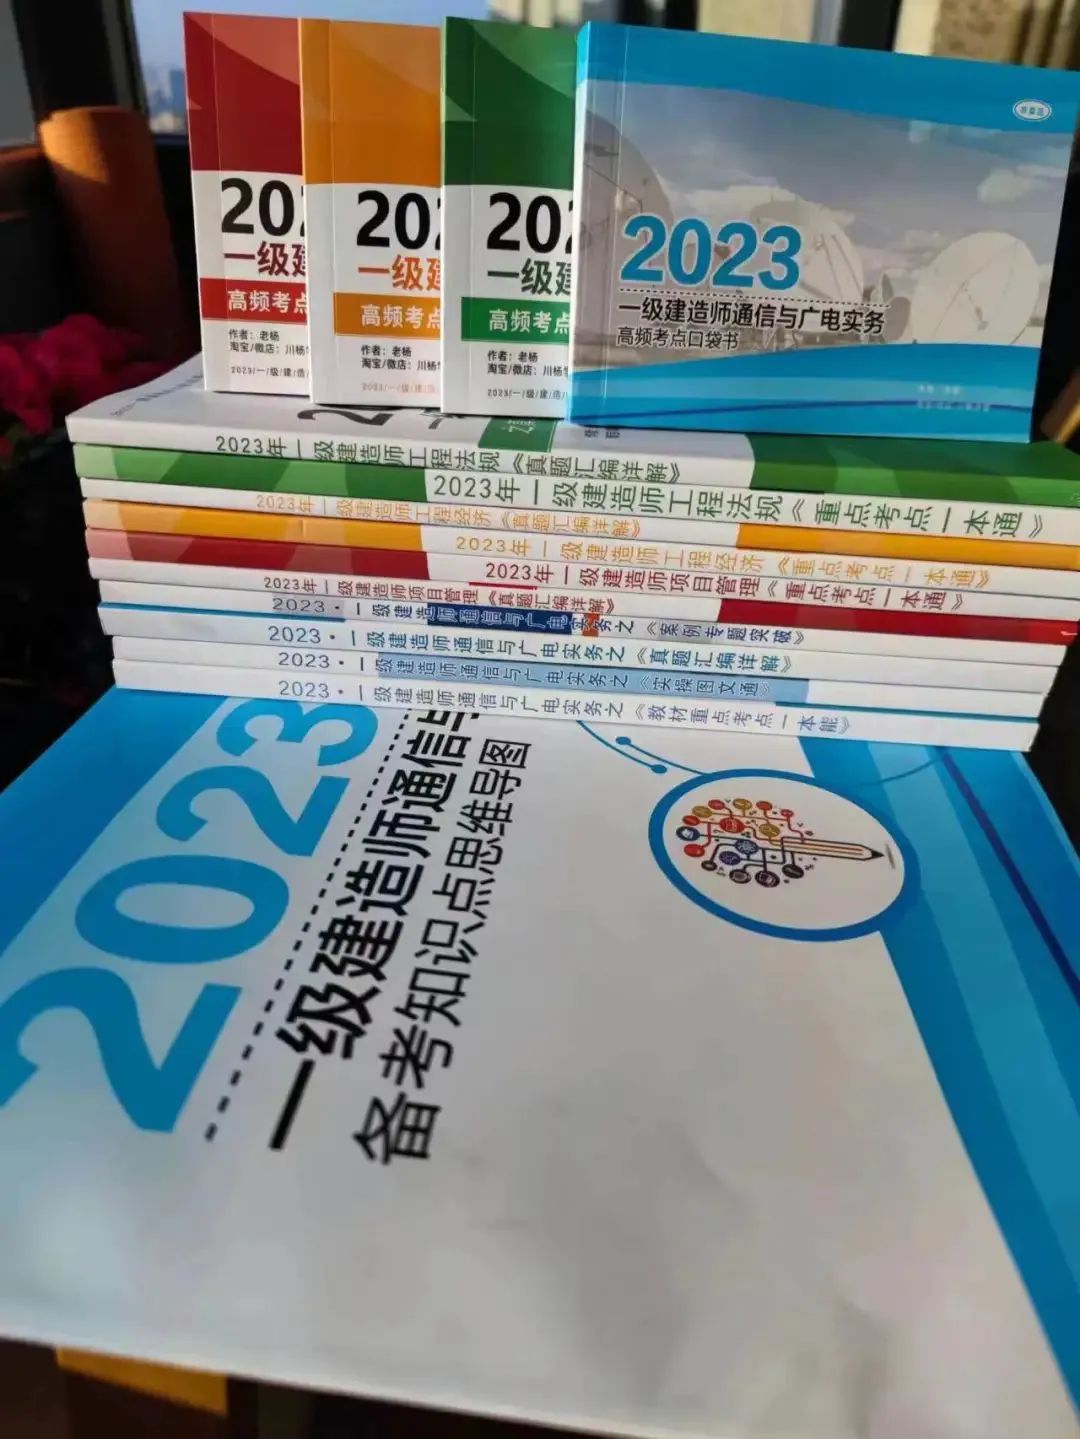 202
一级建
高频考点
作者：老杨
淘宝/微店：川杨
2023/一/级/建/造
202
一级建
高频考点
作者：老杨
淘宝/微店：川杨
2023/一/级/建/造
202
一级建
高频考点
作者：老杨
淘宝/微店：川杨
2023/一/级/建/造
2023
一级建造师通信与广电实务
高频考点口袋书
2023年一级建造师工程法规《真题汇编详解》
2023年一级建造师工程法规《重点考点一本通》
2023年一级建造师工程经济《真题汇编详解》
2023年一级建造师工程经济《重点考点一本通》
2023年一级建造师项目管理《重点考点一本通》
2023年一级建造师项目管理《真题汇编详解》
2023·一级建造师通信与广电实务之《案例专题突破》
2023·一级建造师通信与广电实务之《真题汇编详解》
2023·一级建造师通信与广电实务之《实操图文通》
2023·一级建造师通信与广电实务之《教材重点考点一本能》
2023
一级建造师通信与
备考知识点思维导图